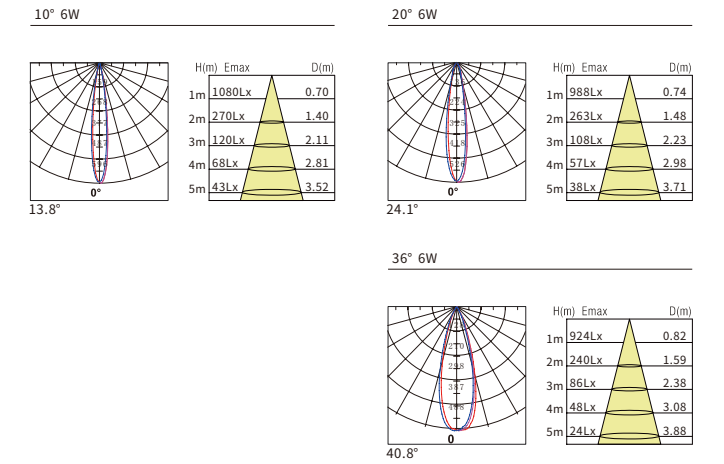 10° 6W
H(m) Emax D(m)
1m 1080Lx 0.70
2m 270Lx 1.40
3m 120Lx 2.11
4m 68Lx 2.81
5m 43Lx 3.52
0°
13.8°
20° 6W
H(m) Emax D(m)
1m 988Lx 0.74
2m 263Lx 1.48
3m 108Lx 2.23
4m 57Lx 2.98
5m 38Lx 3.71
0°
24.1°
36° 6W
H(m) Emax D(m)
1m 924Lx 0.82
2m 240Lx 1.59
3m 86Lx 2.38
4m 48Lx 3.08
5m 24Lx 3.88
387
0
40.8°